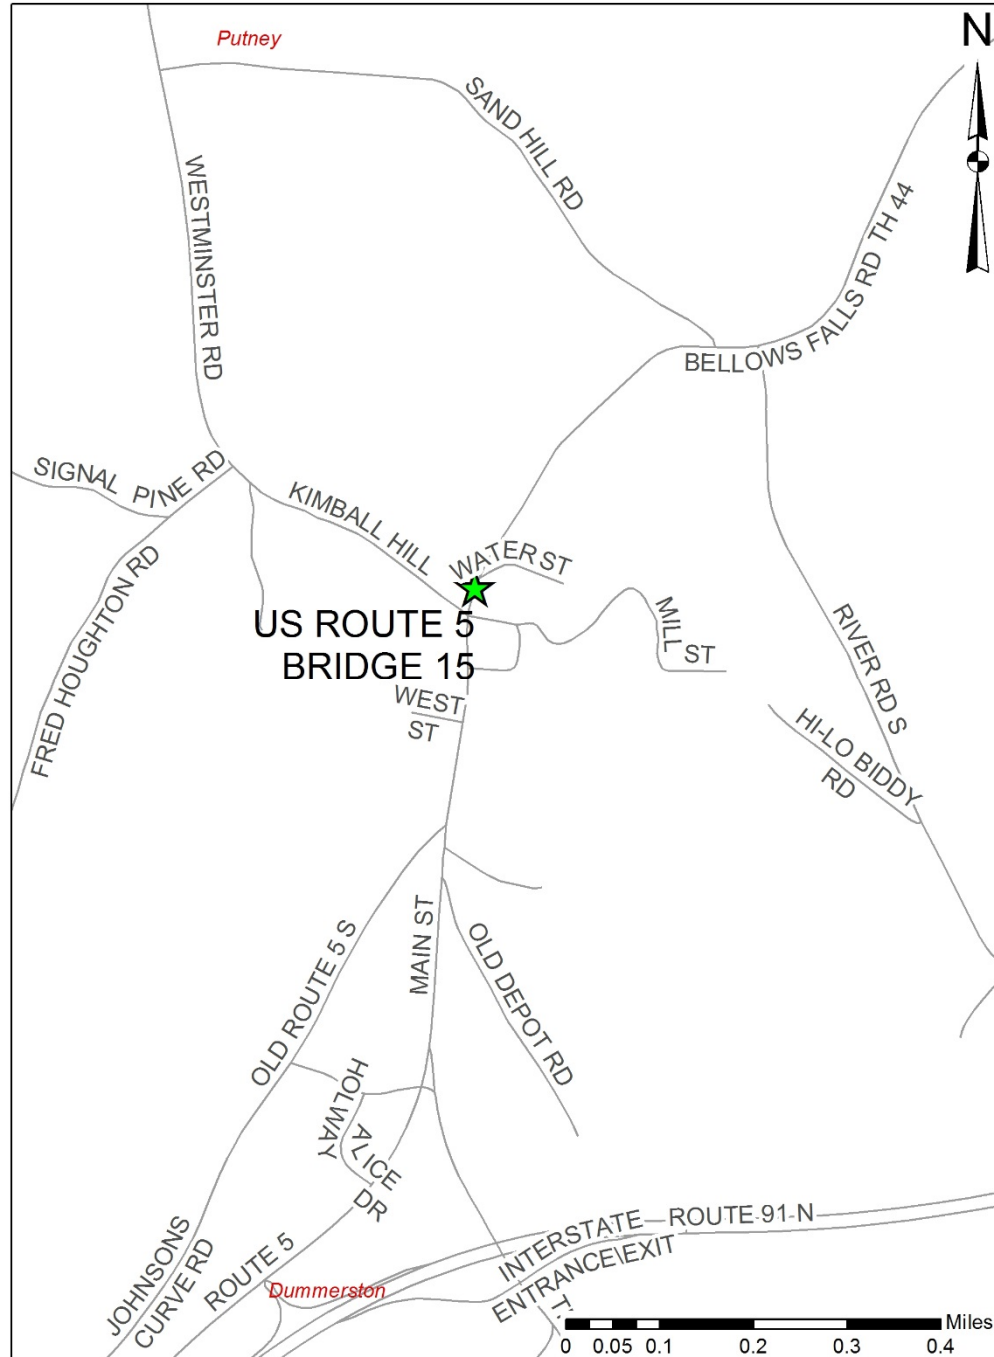 Putney
N
SAND HILL RD
WESTMINSTER RD
BELLOWS FALLS RD TH 44
SIGNAL PINE RD
KIMBALL HILL
WATER ST
FRED HOUGHTON RD
US ROUTE 5
BRIDGE 15
MILL
ST
WEST
ST
RIVER RD S
HI-LO BIDDY
RD
MAIN ST
OLD ROUTE 5 S
OLD DEPOT RD
HOLWAY
ALICE
DR
JOHNSONS
CURVE RD
ROUTE 5
INTERSTATE ROUTE 91 N
ENTRANCE\EXIT
Dummerston
Miles
0 0.05 0.1 0.2 0.3 0.4